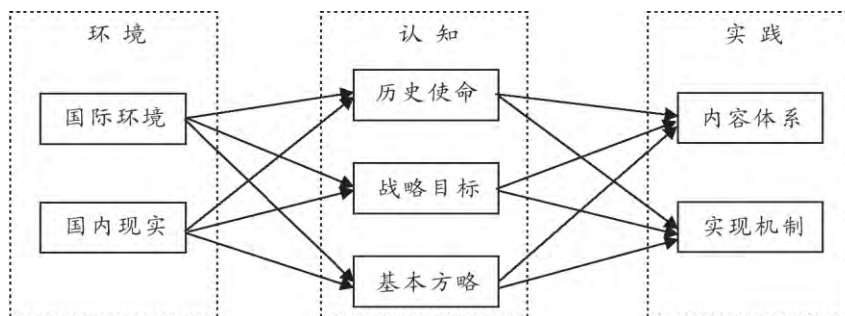 环境
认知
实践
国际环境
国内现实
历史使命
战略目标
基本方略
内容体系
实现机制